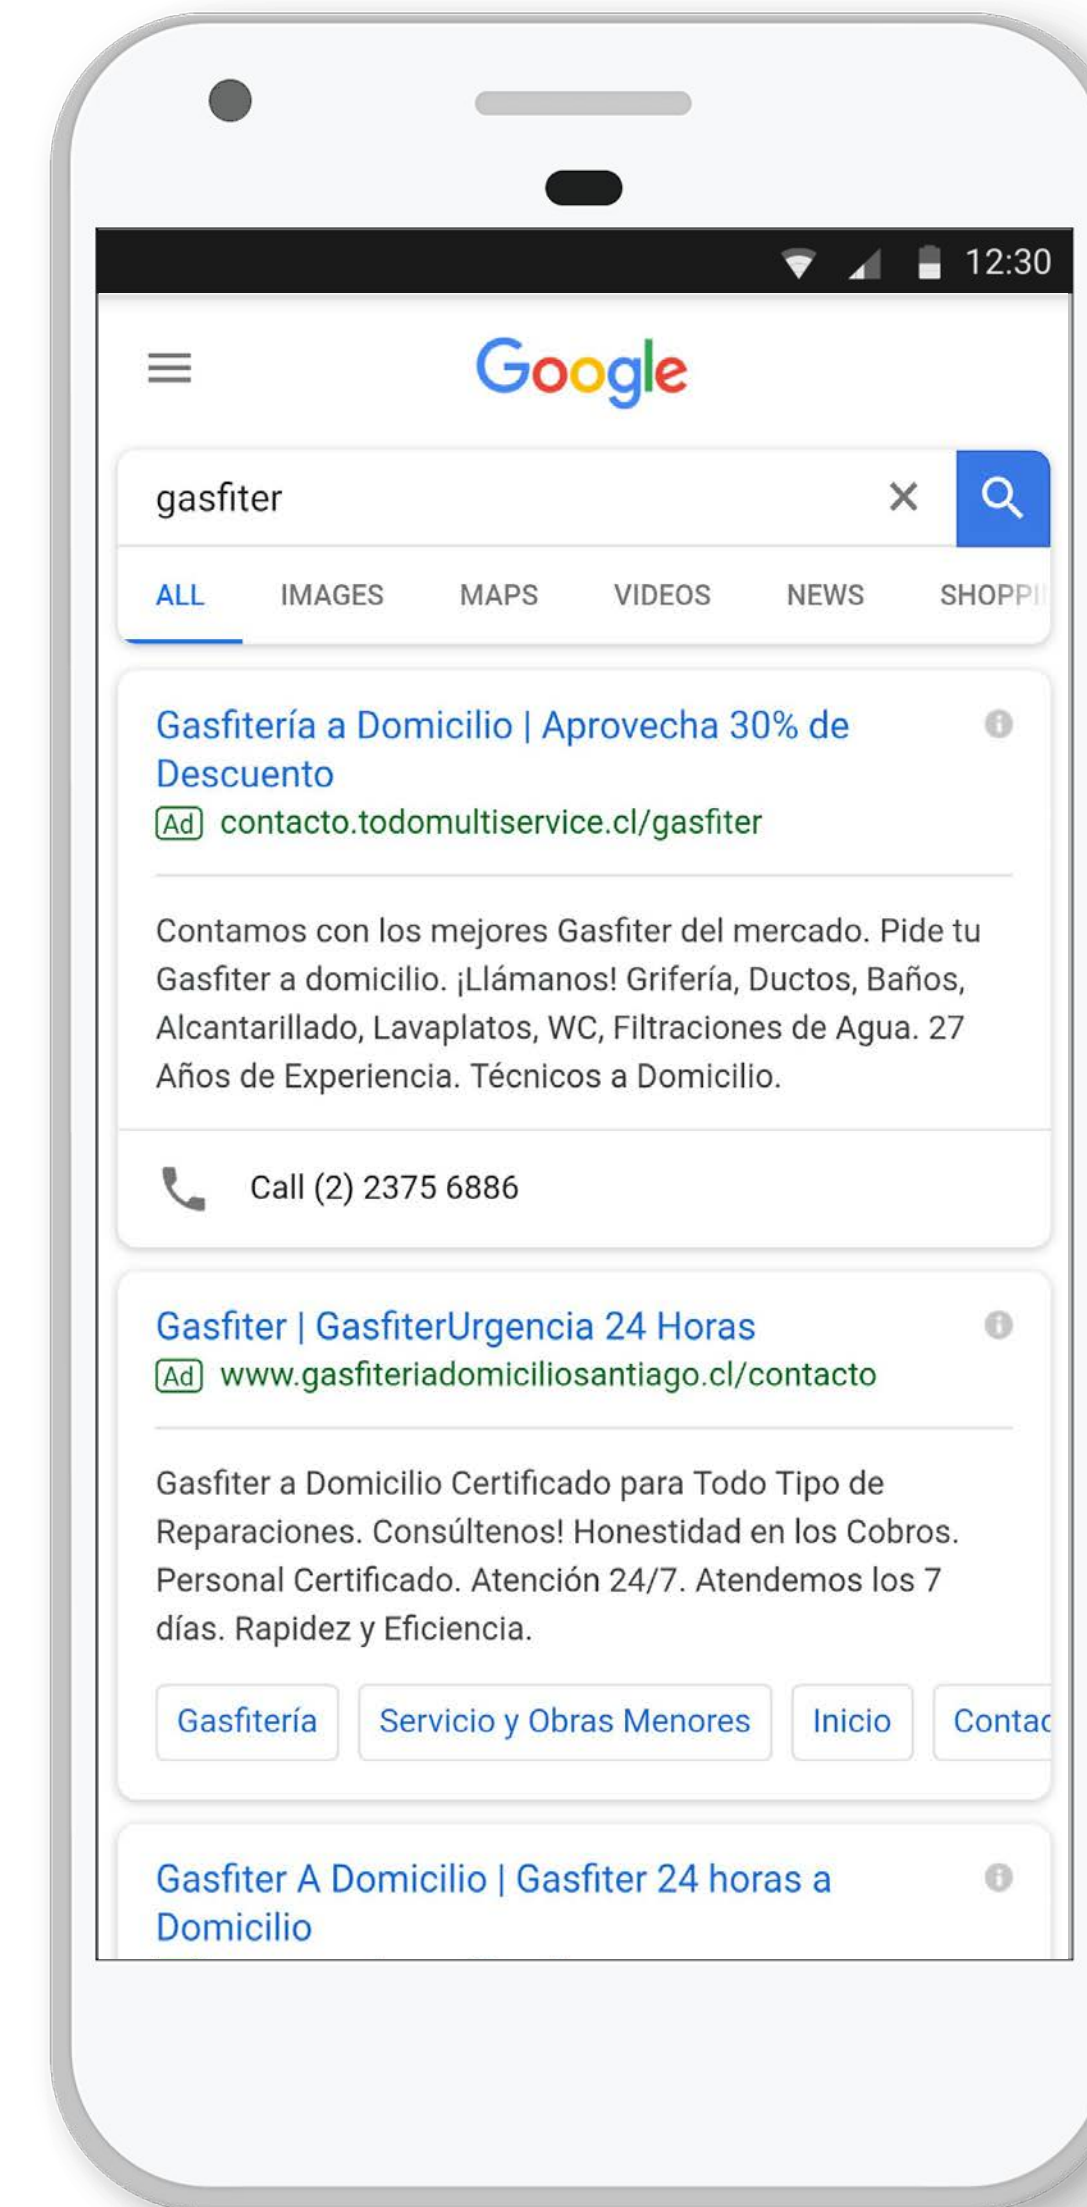 12:30
Google
gasfiter
ALL IMAGES MAPS VIDEOS NEWS SHOPPI
Gasfitería a Domicilio | Aprovecha 30% de
Descuento
Ad contacto.todomultiservice.cl/gasfiter
Contamos con los mejores Gasfiter del mercado. Pide tu
Gasfiter a domicilio. ¡Llámanos! Grifería, Ductos, Baños,
Alcantarillado, Lavaplatos, WC, Filtraciones de Agua. 27
Años de Experiencia. Técnicos a Domicilio.
Call (2) 2375 6886
Gasfiter | GasfiterUrgencia 24 Horas
Ad www.gasfiteriadomiciliosantiago.cl/contacto
Gasfiter a Domicilio Certificado para Todo Tipo de
Reparaciones. Consúltenos! Honestidad en los Cobros.
Personal Certificado. Atención 24/7. Atendemos los 7
días. Rapidez y Eficiencia.
Gasfitería Servicio y Obras Menores Inicio Contac
Gasfiter A Domicilio | Gasfiter 24 horas a
Domicilio